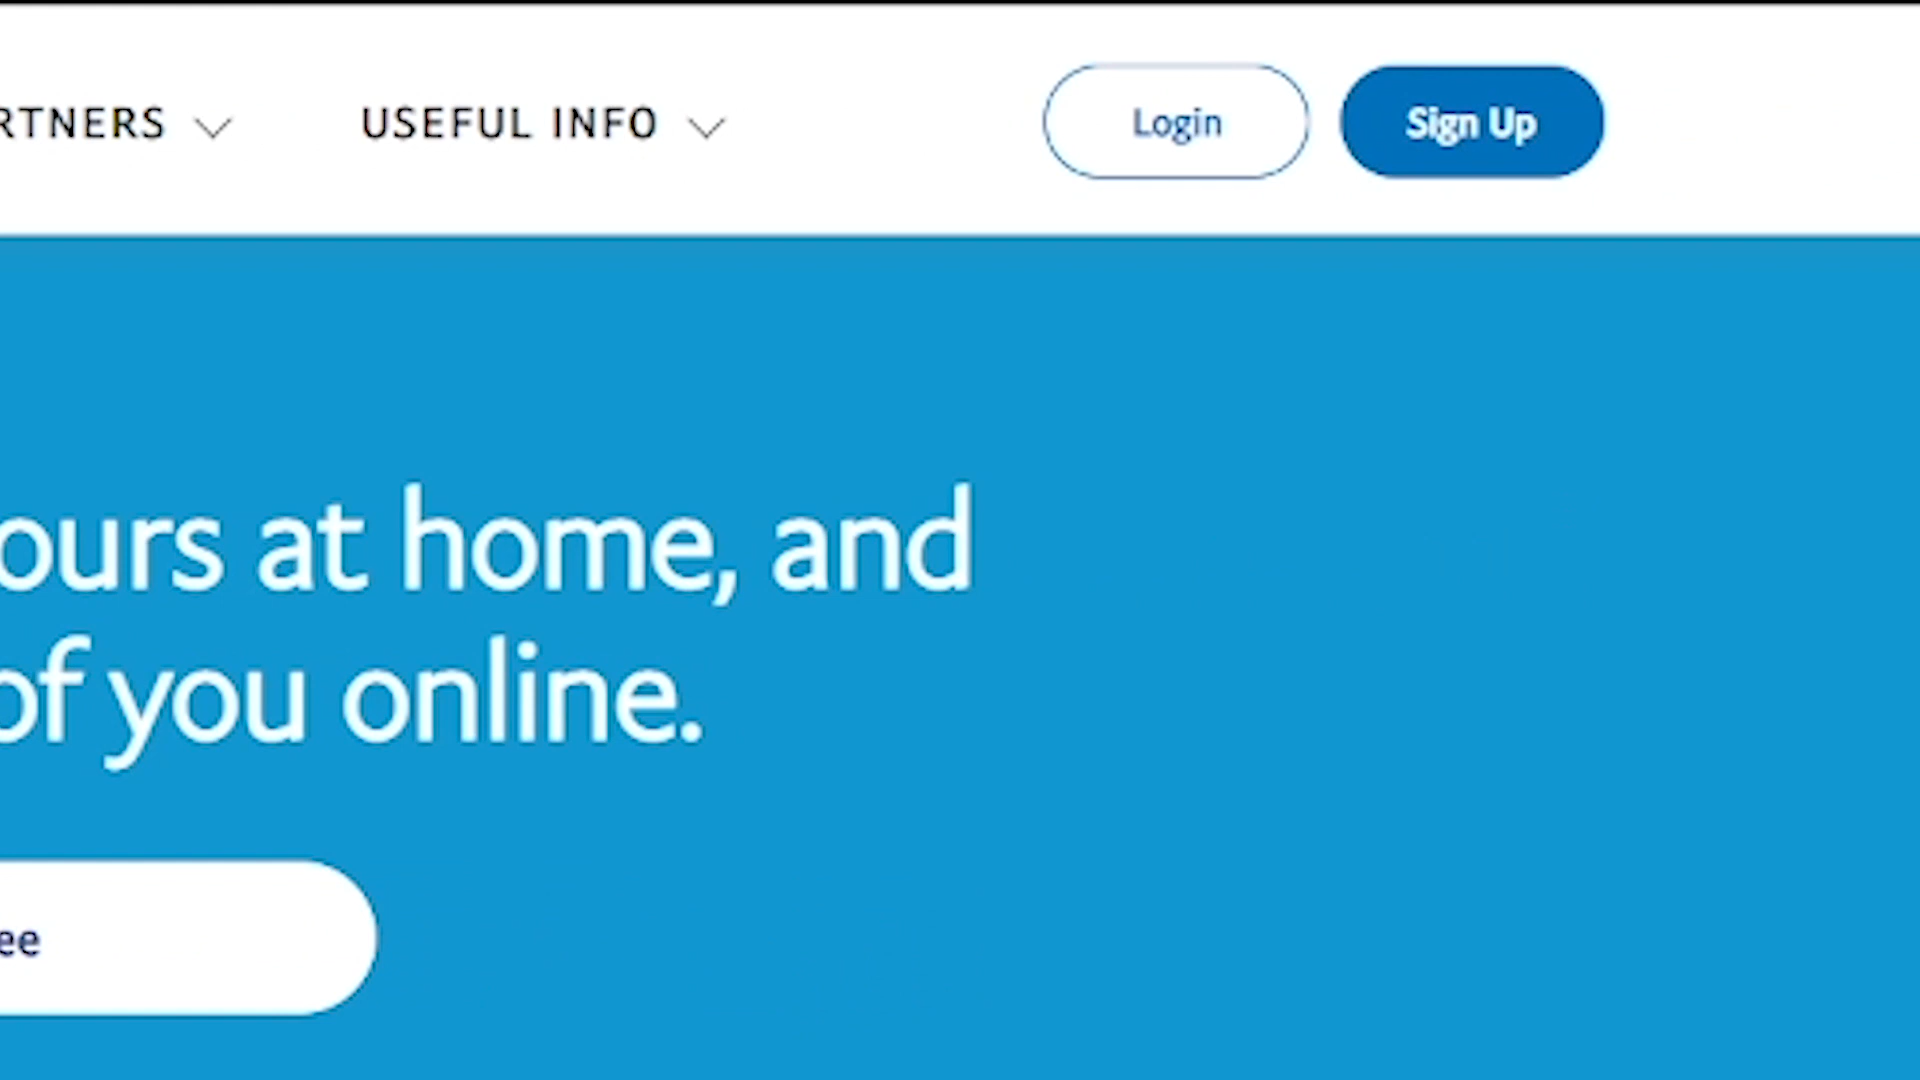 RTNERS USEFUL INFO Login Sign Up
ours at home, and
of you online.
ee